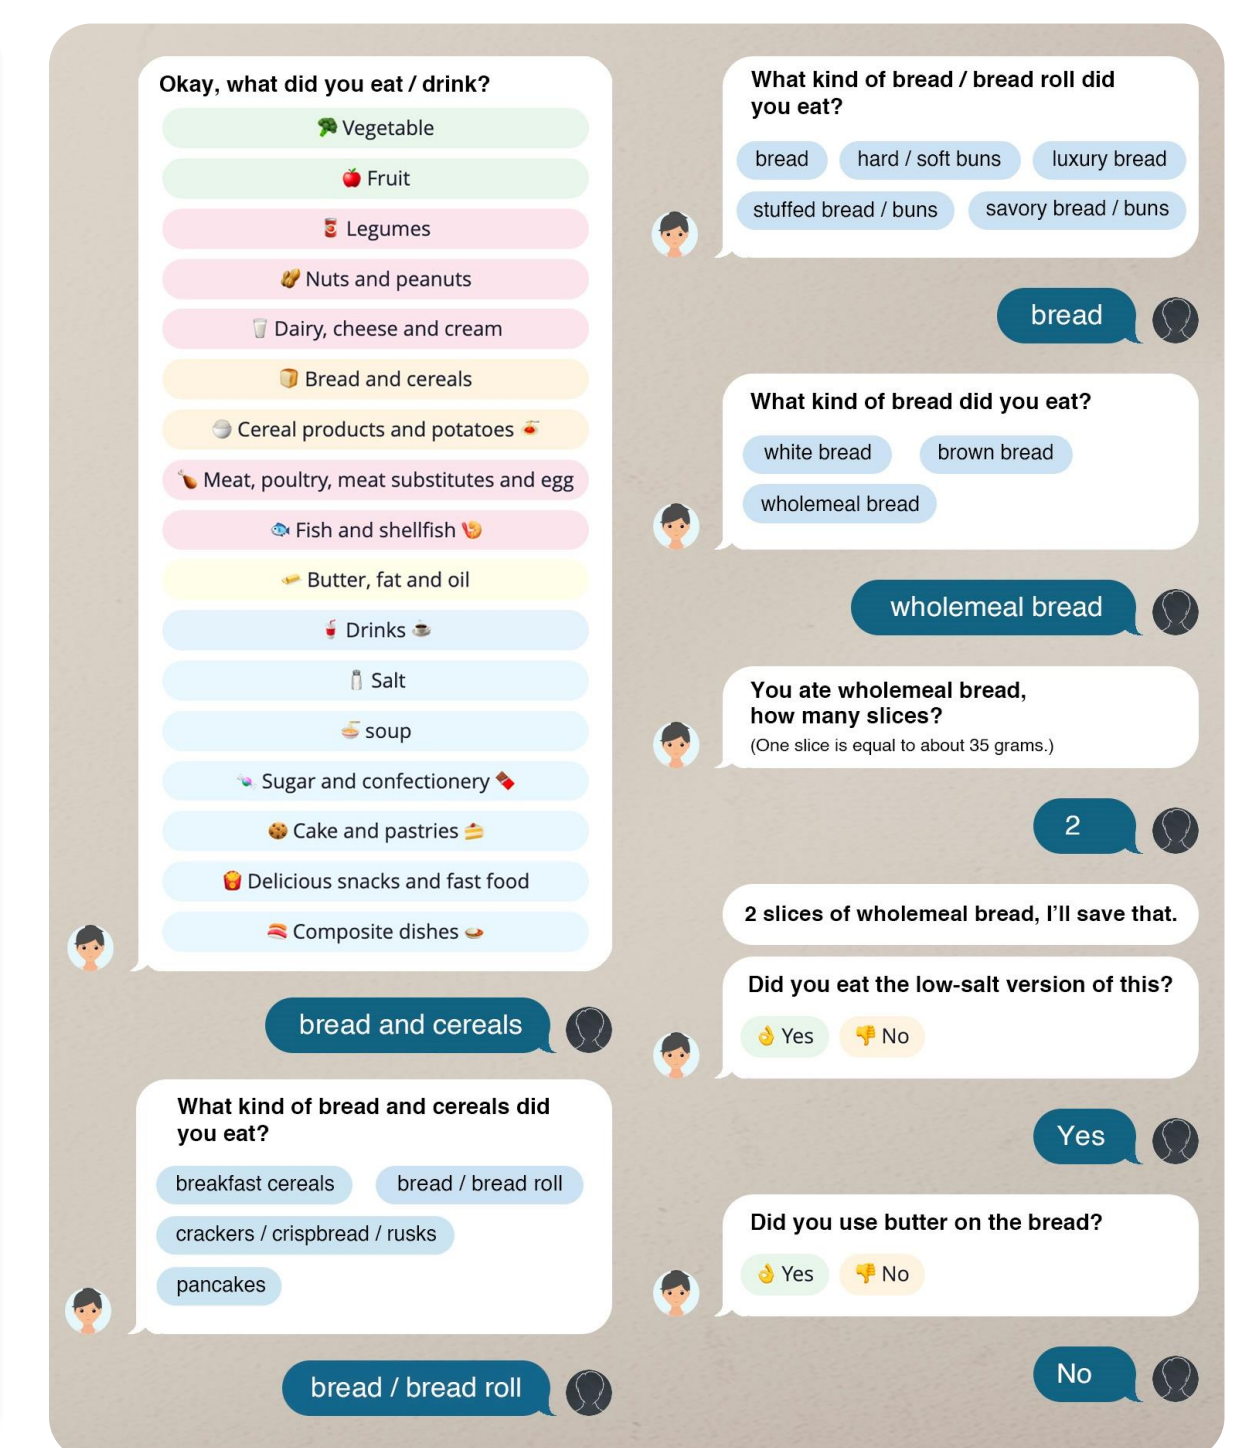 Okay, what did you eat / drink?
Vegetable
Fruit
Legumes
Nuts and peanuts
Dairy, cheese and cream
Bread and cereals
Cereal products and potatoes
Meat, poultry, meat substitutes and egg
Fish and shellfish
Butter, fat and oil
Drinks
Salt
soup
Sugar and confectionery
Cake and pastries
Delicious snacks and fast food
Composite dishes
bread and cereals
What kind of bread and cereals did
you eat?
breakfast cereals bread / bread roll
crackers / crispbread / rusks
pancakes
bread / bread roll
What kind of bread / bread roll did
you eat?
bread hard / soft buns luxury bread
stuffed bread / buns savory bread / buns
bread
What kind of bread did you eat?
white bread brown bread
wholemeal bread
wholemeal bread
You ate wholemeal bread,
how many slices?
(One slice is equal to about 35 grams.)
2
2 slices of wholemeal bread, I'll save that.
Did you eat the low-salt version of this?
Yes No
Yes
Did you use butter on the bread?
Yes No
No